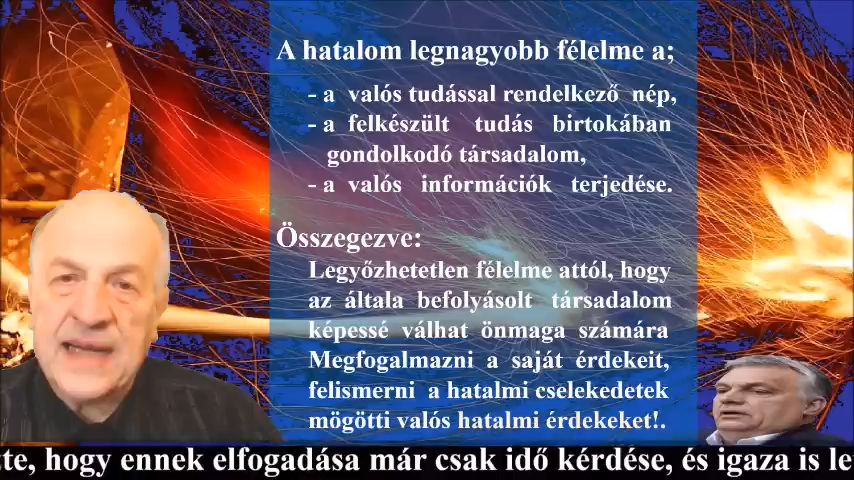 A hatalom legnagyobb félelme a;
- a valós tudással rendelkező nép,
- a felkészült tudás birtokában
gondolkodó társadalom,
- a valós információk terjedése.
Összegezve:
Legyőzhetetlen félelme attól, hogy
az általa befolyásolt társadalom
képessé válhat önmaga számára
Megfogalmazni a saját érdekeit,
felismerni a hatalmi cselekedetek
mögötti valós hatalmi érdekeket!.
hogy ennek elfogadása már csak idő kérdése, és igaza is